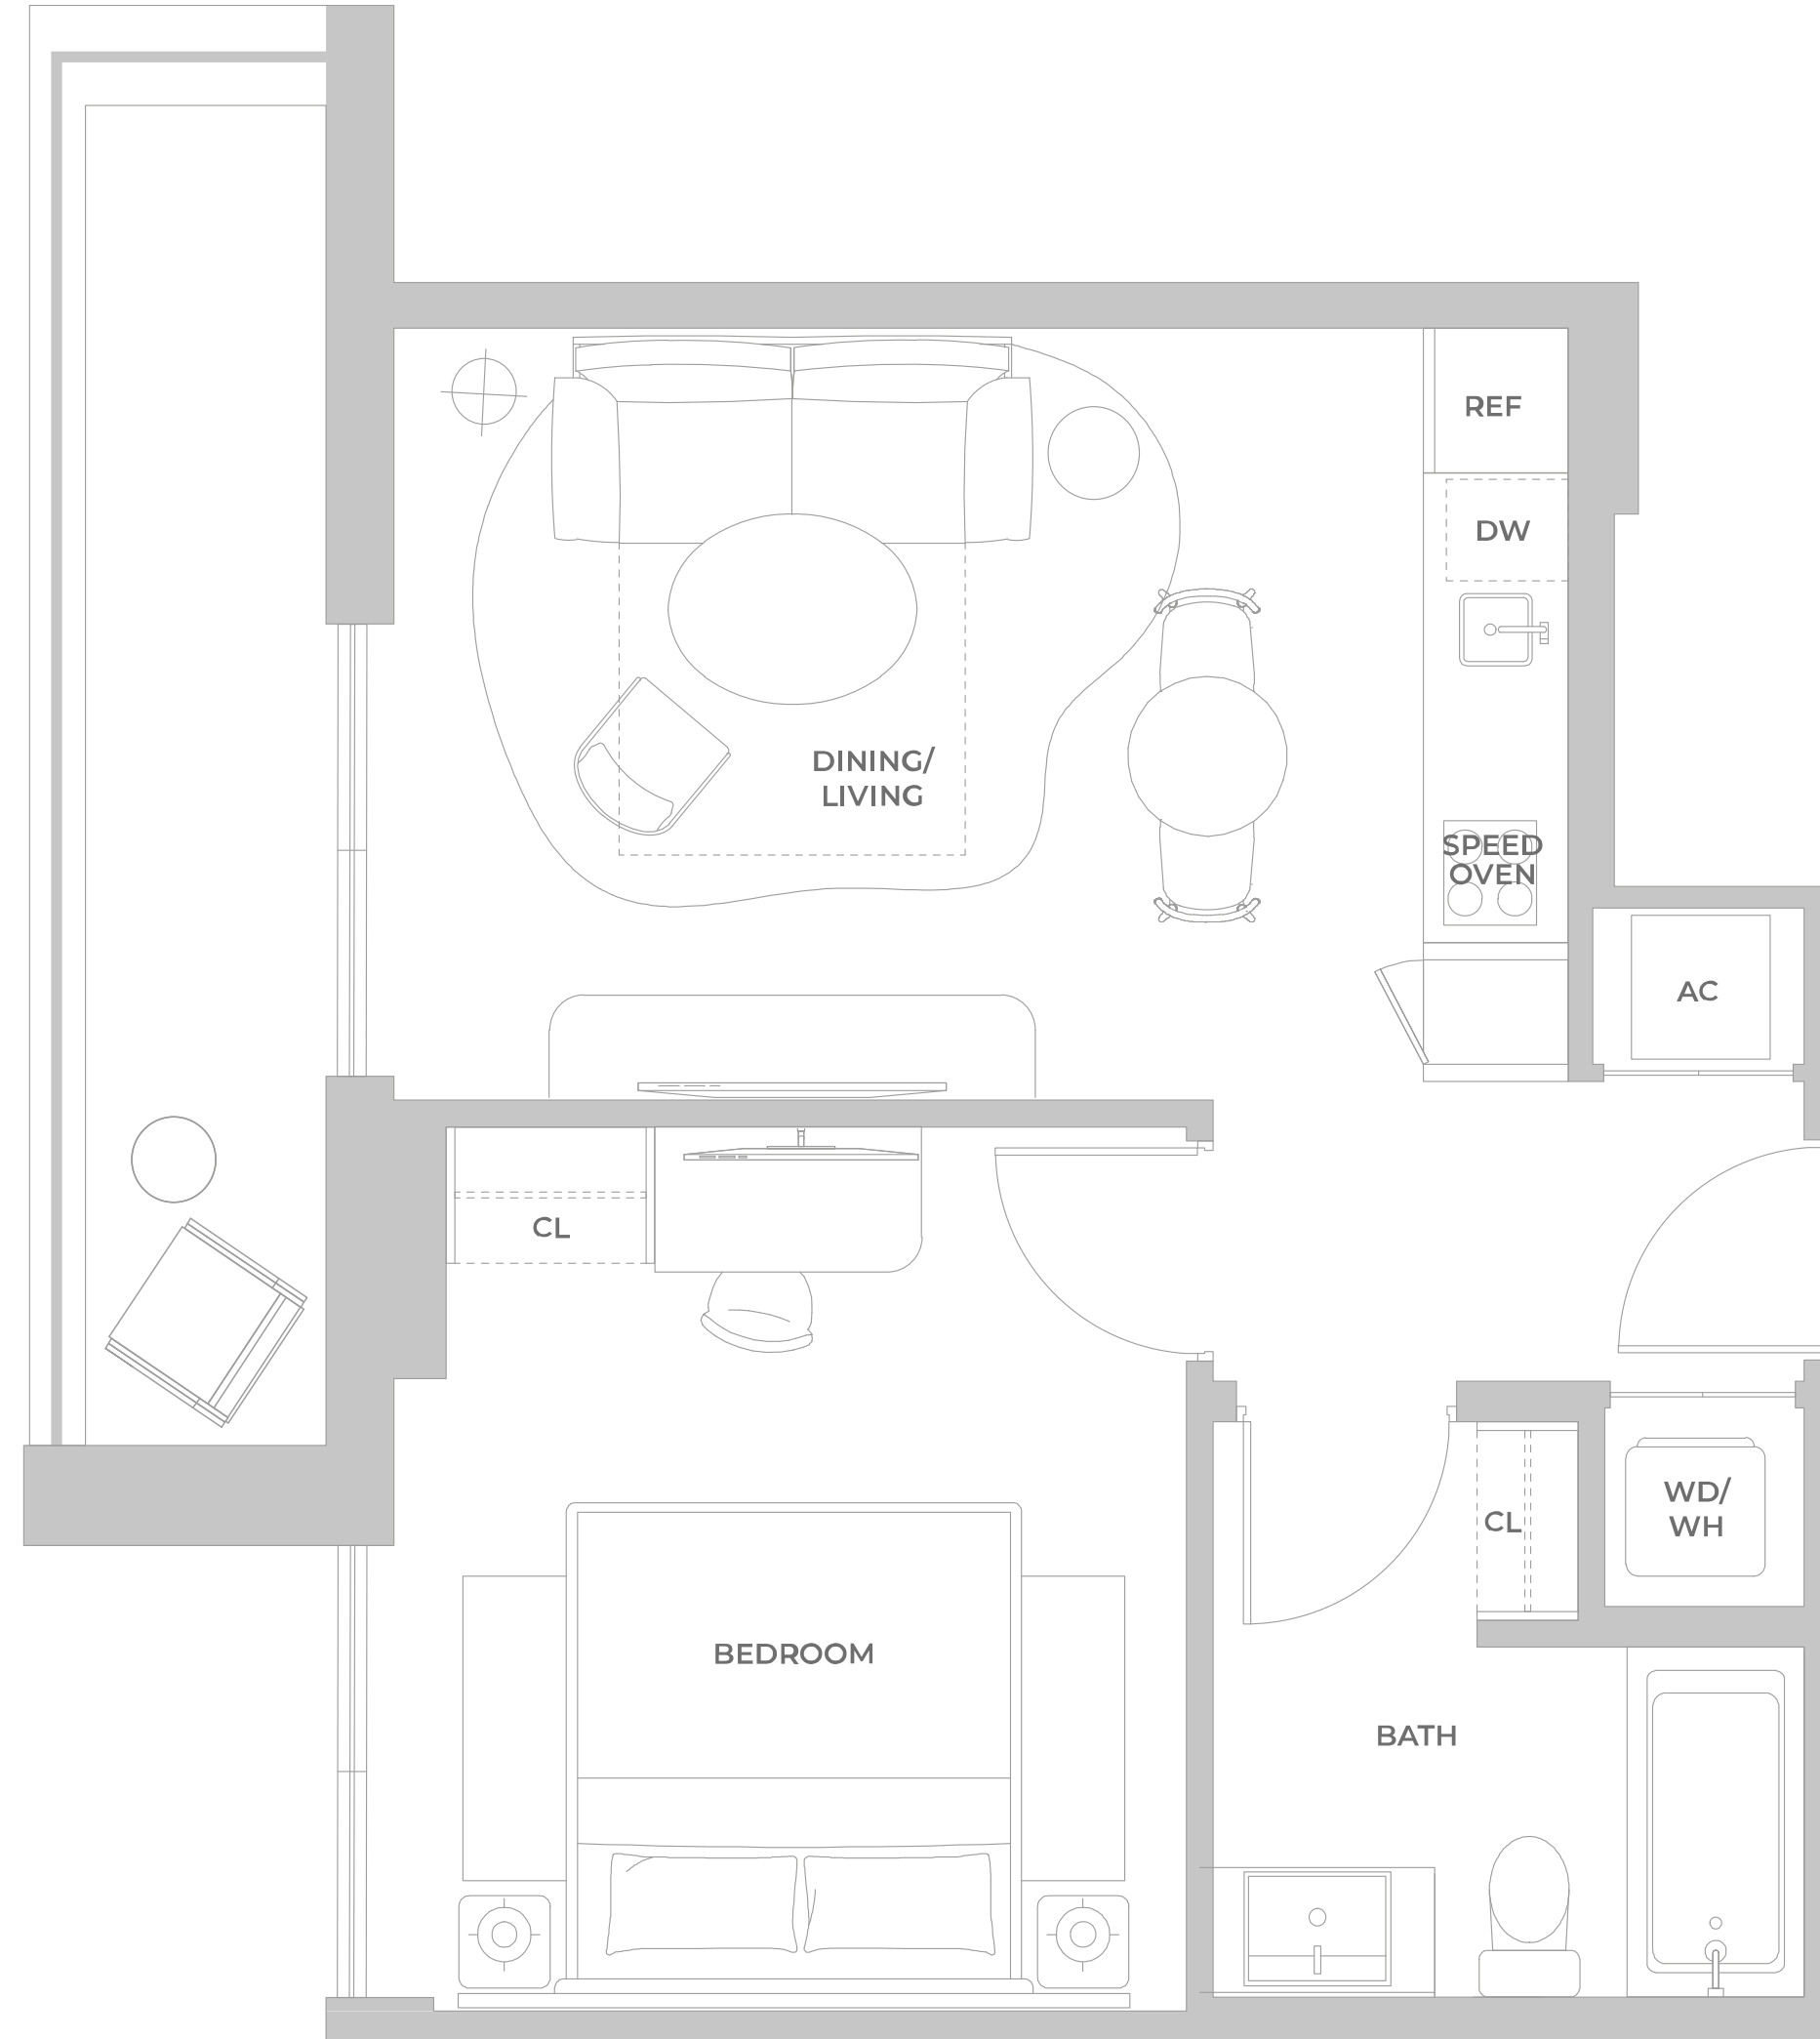 REF
DW
DINING/
LIVING
SPEED
OVEN
AC
CL
CL
WD/
WH
BEDROOM
BATH